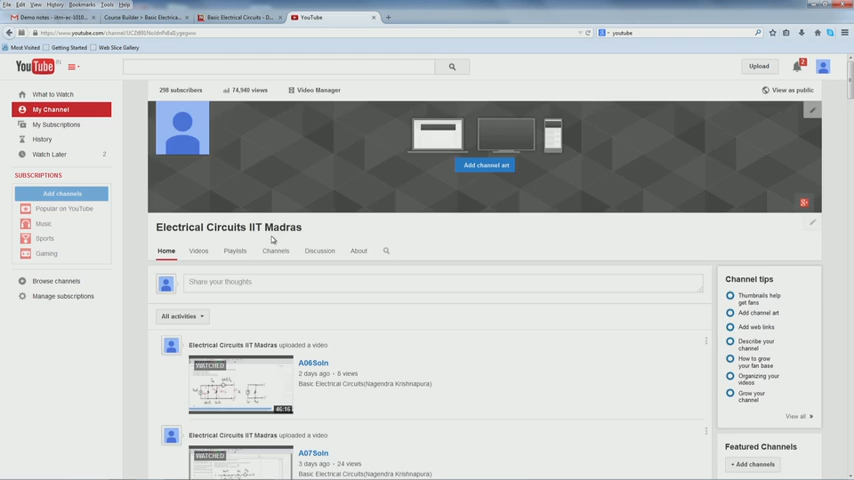 File Edit View History Bookmarks Tools Help
Course Builder > Basic Electrica...
Basic Electrical Circuits - D...
YouTube
youtube
Most Visited Getting Started Web Slice Gallery
YouTube IN
Upload
2
298 subscribers 74,940 views Video Manager View as public
What to Watch
My Channel
My Subscriptions
History
Watch Later 2
SUBSCRIPTIONS
Add channels
Popular on YouTube
Music
Sports
Gaming
Browse channels
Manage subscriptions
Add channel art
Electrical Circuits IIT Madras
Home Videos Playlists Channels Discussion About
Share your thoughts
All activities
Electrical Circuits IIT Madras uploaded a video
WATCHED
46:16
A06Soln
2 days ago • 8 views
Basic Electrical Circuits(Nagendra Krishnapura)
Electrical Circuits IIT Madras uploaded a video
WATCHED
A07Soln
3 days ago • 24 views
Basic Electrical Circuits(Nagendra Krishnapura)
Channel tips
Thumbnails help
get fans
Add channel art
Add web links
Describe your
channel
How to grow
your fan base
Organizing your
videos
Grow your
channel
View all »
Featured Channels
+ Add channels